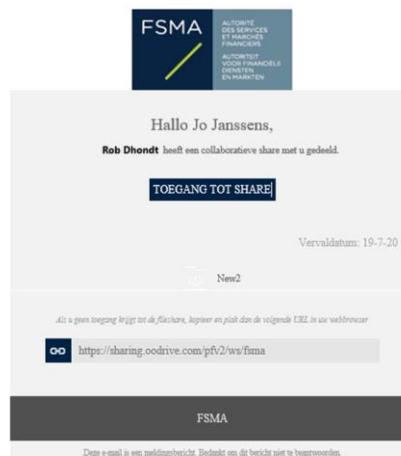 FSMA
AUTORITÉ
DES SERVICES
ET MARCHÉS
FINANCIERS
AUTORITEIT
VOOR FINANCIËLE
DIENSTEN
EN MARKTEN
Hallo Jo Janssens,
Rob Dhondt heeft een collaboratieve share met u gedeeld.
TOEGANG TOT SHARE
Vervaldatum: 19-7-20
New2
Als u geen toegang krijgt tot de fileshare, kopieer en plak dan de volgende URL in uw webbrowser
https://sharing.oodrive.com/pfv2/ws/fsma
FSMA
Deze e-mail is een meldingsbericht. Bedankt om dit bericht niet te beantwoorden.